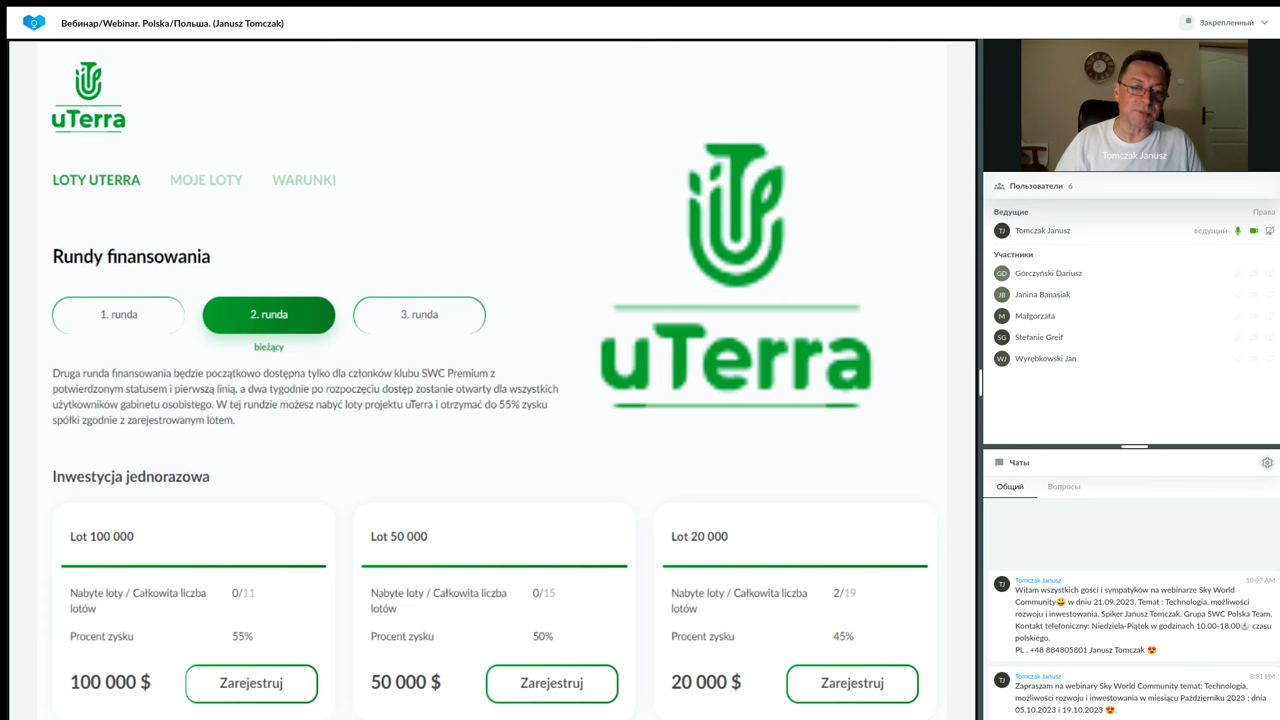 Вебинар/Webinar. Polska/Польша. (Janusz Tomczak)
Закрепленный
uTerra
LOTY UTERRA
MOJE LOTY
WARUNKI
Rundy finansowania
1. runda
2. runda
3. runda
bieżący
Druga runda finansowania będzie początkowo dostępna tylko dla członków klubu SWC Premium z
potwierdzonym statusem i pierwszą linią, a dwa tygodnie po rozpoczęciu dostęp zostanie otwarty dla wszystkich
użytkowników gabinetu osobistego. W tej rundzie możesz nabyć loty projektu uTerra i otrzymać do 55% zysku
spółki zgodnie z zarejestrowanym lotem.
uTerra
Inwestycja jednorazowa
Lot 100 000
Nabyte loty / Całkowita liczba
lotów
0/11
Procent zysku
55%
100 000 $
Zarejestruj
Lot 50 000
Nabyte loty / Całkowita liczba
lotów
0/15
Procent zysku
50%
50 000 $
Zarejestruj
Lot 20 000
Nabyte loty / Całkowita liczba
lotów
2/19
Procent zysku
45%
20 000 $
Zarejestruj
Tomczak Janusz
Пользователи 6
Ведущие
Права
TJ Tomczak Janusz
ведущий
Участники
GD Górczyński Dariusz
JB Janina Banasiak
M Małgorzata
SG Stefanie Greif
WJ Wyrębkowski Jan
Чаты
Общий
Вопросы
TJ
Tomczak Janusz
10:07 AM
Witam wszystkich gości i sympatyków na webinarze Sky World
Community😀 w dniu 21.09.2023. Temat : Technologia, możliwości
rozwoju i inwestowania. Spiker Janusz Tomczak. Grupa SWC Polska Team.
Kontakt telefoniczny: Niedziela-Piątek w godzinach 10.00-18.00 czasu
polskiego.
PL . +48 884805801 Janusz Tomczak 😍
TJ
Tomczak Janusz
8:31 PM
Zapraszam na webinary Sky World Community temat: Technologia,
możliwości rozwoju i inwestowania w miesiącu Październiku 2023 ; dnia
05.10.2023 i 19.10.2023 😍.